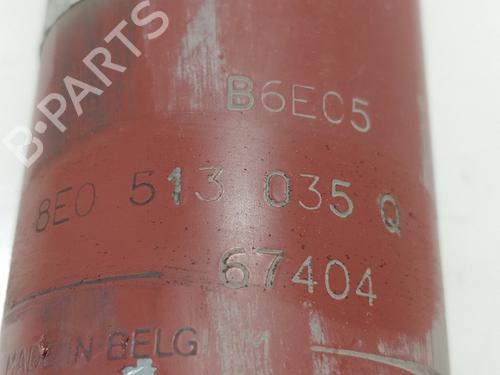 B-PARTS
B6EC5
8E0 513 035 Q
67404
MADE IN BELGIUM